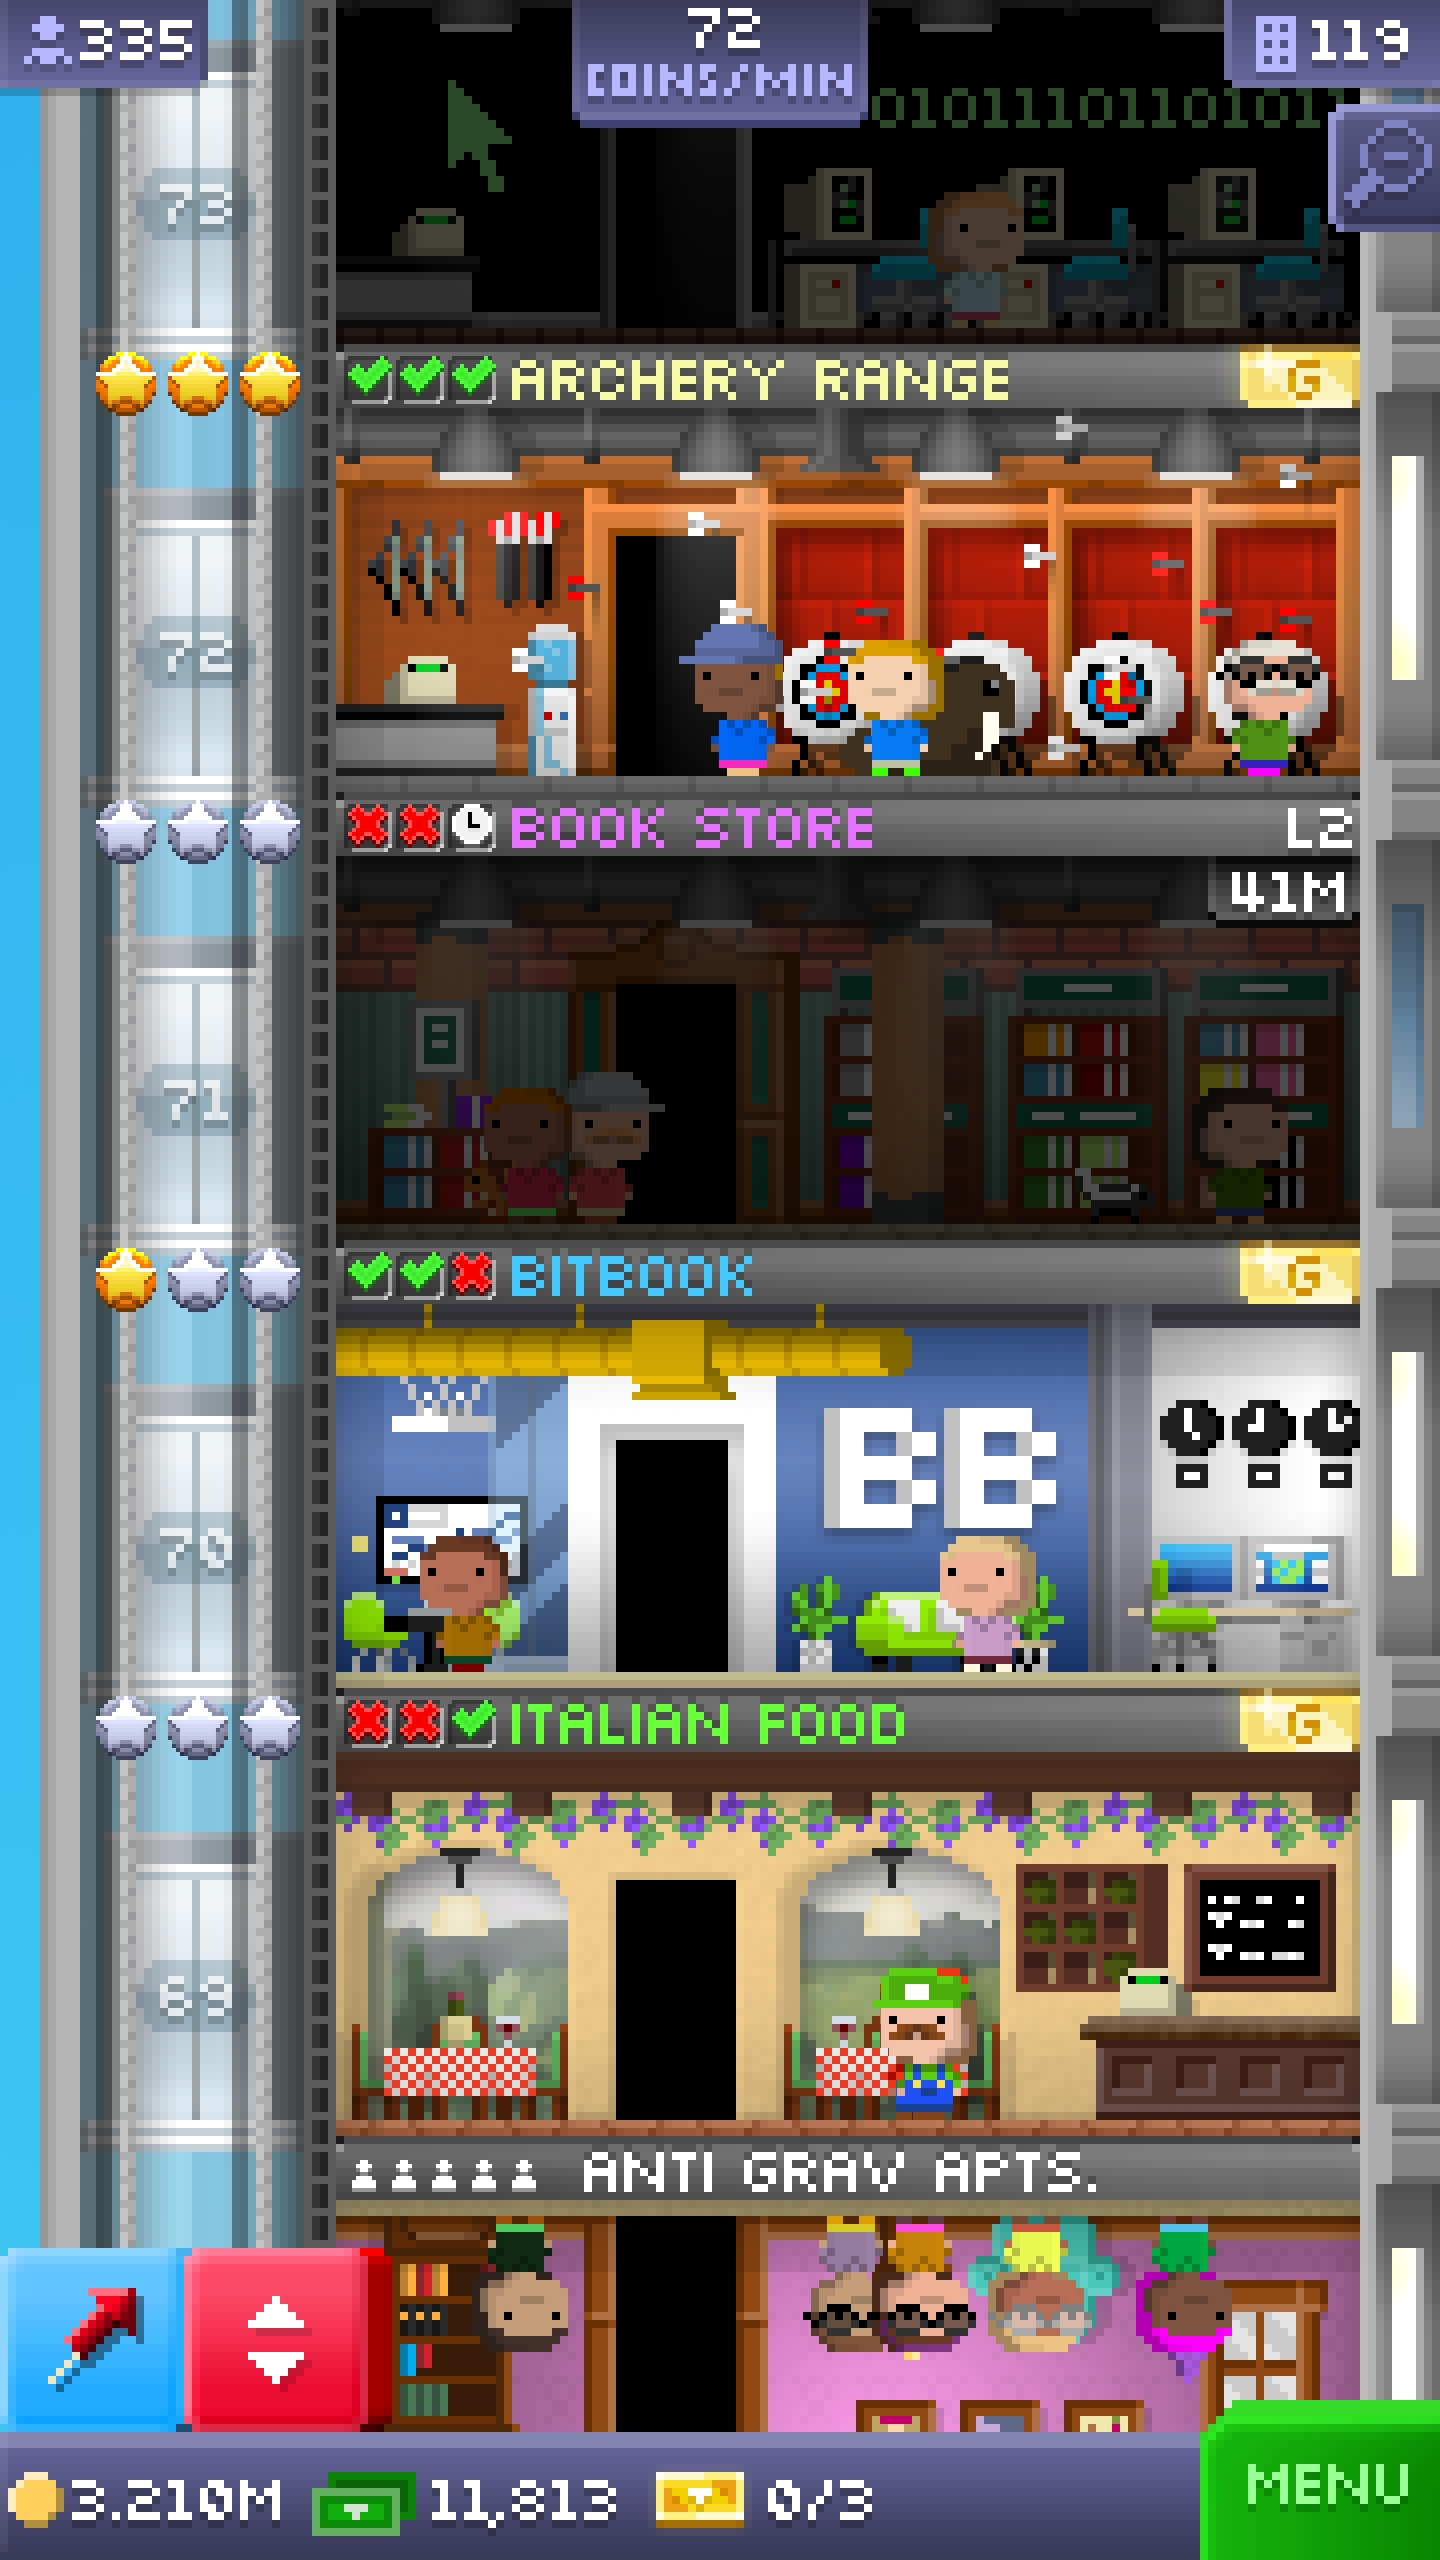 335
72
COINS/MIN
119
01011101101011
73
ARCHERY RANGE
G
72
BOOK STORE
L2
41M
B
71
BITBOOK
G
BB
70
ITALIAN FOOD
G
69
ANTI GRAV APTS.
3.210M
11,813
0/3
MENU